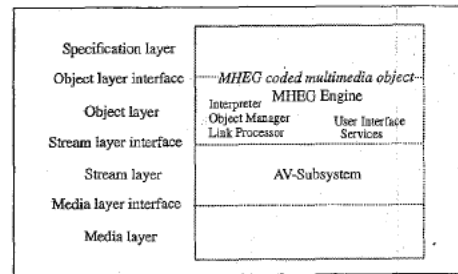 Specification layer
Object layer interface
MHEG coded multimedia object
MHEG Engine
Object layer
Interpreter
Object Manager
Link Processor
User Interface
Services
Stream layer interface
Stream layer
AV-Subsystem
Media layer interface
Media layer